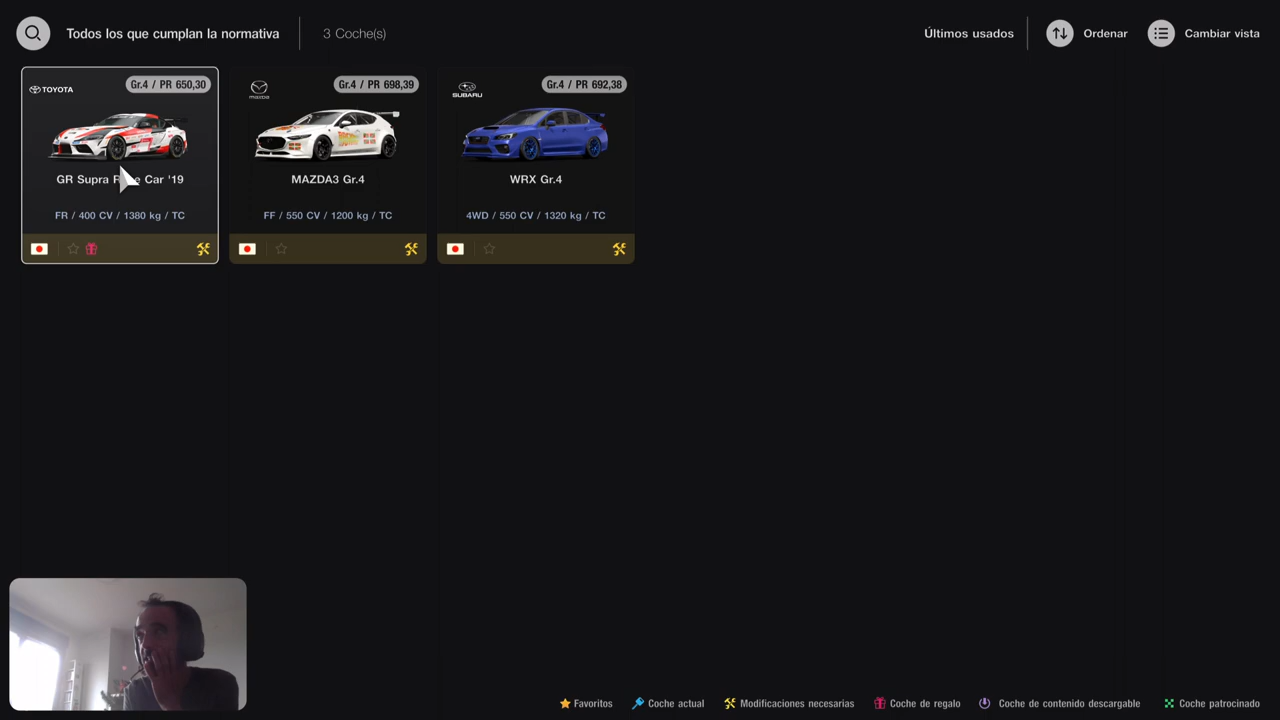 Todos los que cumplan la normativa
3 Coche(s)
Últimos usados
Ordenar
Cambiar vista
TOYOTA
Gr.4 / PR 650,30
GR Supra Car '19
FR / 400 CV / 1380 kg / TC
mazda
Gr.4 / PR 698,39
MAZDA3 Gr.4
FF / 550 CV / 1200 kg / TC
SUBARU
Gr.4 / PR 692,38
WRX Gr.4
4WD / 550 CV / 1320 kg / TC
Favoritos
Coche actual
Modificaciones necesarias
Coche de regalo
Coche de contenido descargable
Coche patrocinado